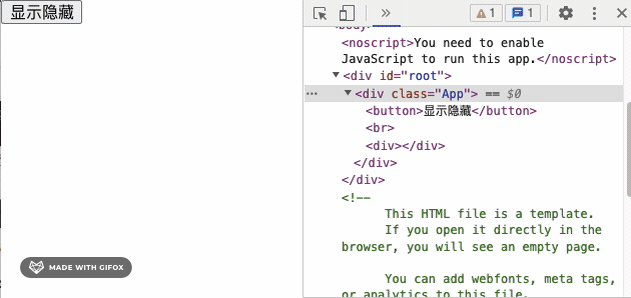 显示隐藏
» 1 1
<body>
<noscript>You need to enable
JavaScript to run this app.</noscript>
<div id="root">
<div class="App"> == $0
<button>显示隐藏</button>
<br>
<div></div>
</div>
</div>
<!--
This HTML file is a template.
If you open it directly in the
browser, you will see an empty page.
You can add webfonts, meta tags,
or analytics to this file.
MADE WITH GIFOX